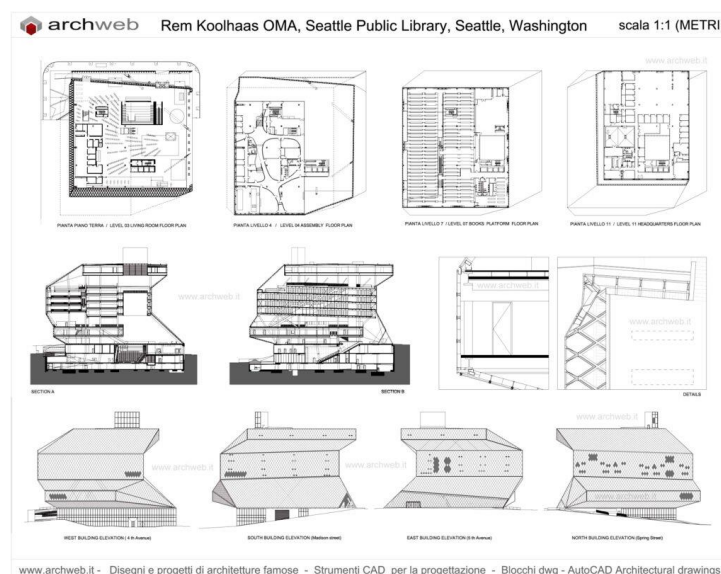 archweb Rem Koolhaas OMA, Seattle Public Library, Seattle, Washington scala 1:1 (METRI
www.archweb.it
PIANTA PIANO TERRA / LEVEL 03 LIVING ROOM FLOOR PLAN
PIANTA LIVELLO 4 / LEVEL 04 ASSEMBLY FLOOR PLAN
PIANTA LIVELLO 7 / LEVEL 07 BOOKS PLATFORM FLOOR PLAN
PIANTA LIVELLO 11 / LEVEL 11 HEADQUARTERS FLOOR PLAN
www.archweb.it
www.archweb.it
www.archweb.it
SECTION A
SECTION B
DETAILS
www.archweb.it
www.archweb.it
www.archweb.it
www.archweb.it
WEST BUILDING ELEVATION ( 4 th Avenue)
SOUTH BUILDING ELEVATION (Madison street)
EAST BUILDING ELEVATION (5 th Avenue)
NORTH BUILDING ELEVATION (Spring Street)
www.archweb.it - Disegni e progetti di architetture famose - Strumenti CAD per la progettazione - Blocchi dwg - AutoCAD Architectural drawings